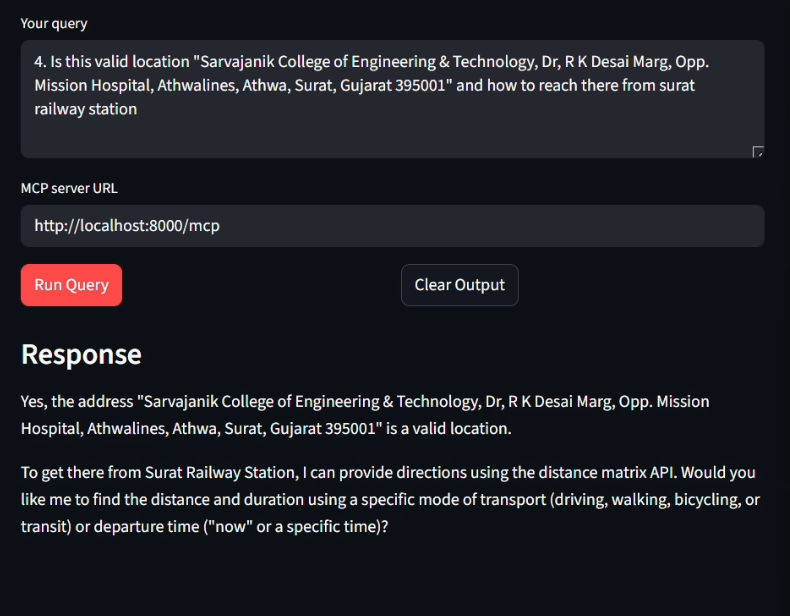 Your query
4. Is this valid location "Sarvajanik College of Engineering & Technology, Dr, R K Desai Marg, Opp.
Mission Hospital, Athwalines, Athwa, Surat, Gujarat 395001" and how to reach there from surat
railway station
MCP server URL
http://localhost:8000/mcp
Run Query
Clear Output
Response
Yes, the address "Sarvajanik College of Engineering & Technology, Dr, R K Desai Marg, Opp. Mission
Hospital, Athwalines, Athwa, Surat, Gujarat 395001" is a valid location.
To get there from Surat Railway Station, I can provide directions using the distance matrix API. Would you
like me to find the distance and duration using a specific mode of transport (driving, walking, bicycling, or
transit) or departure time ("now" or a specific time)?